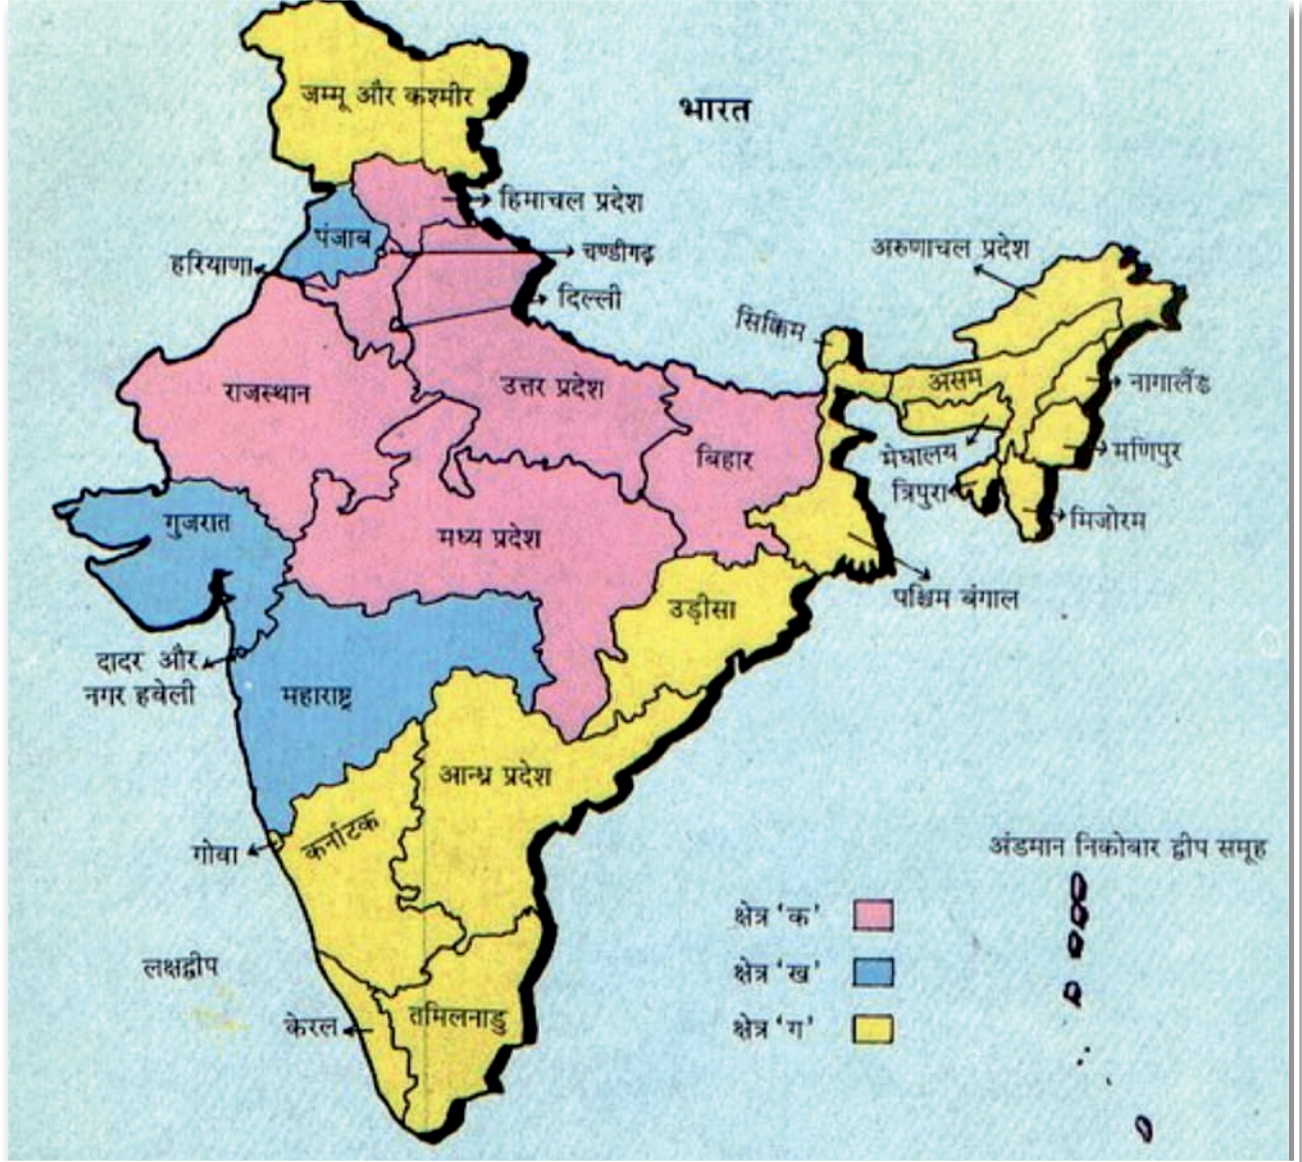 जम्मू और कश्मीर
भारत
हिमाचल प्रदेश
पंजाब
चण्डीगढ़
हरियाणा
अरुणाचल प्रदेश
दिल्ली
सिक्किम
राजस्थान
उत्तर प्रदेश
असम
नागालैंड
बिहार
मेघालय
मणिपुर
त्रिपुरा
गुजरात
मध्य प्रदेश
मिजोरम
पश्चिम बंगाल
उड़ीसा
दादर और
नगर हवेली
महाराष्ट्र
आन्ध्र प्रदेश
कर्नाटक
गोवा
अंडमान निकोबार द्वीप समूह
क्षेत्र 'क'
क्षेत्र 'ख'
क्षेत्र 'ग'
लक्षद्वीप
केरल
तमिलनाडु